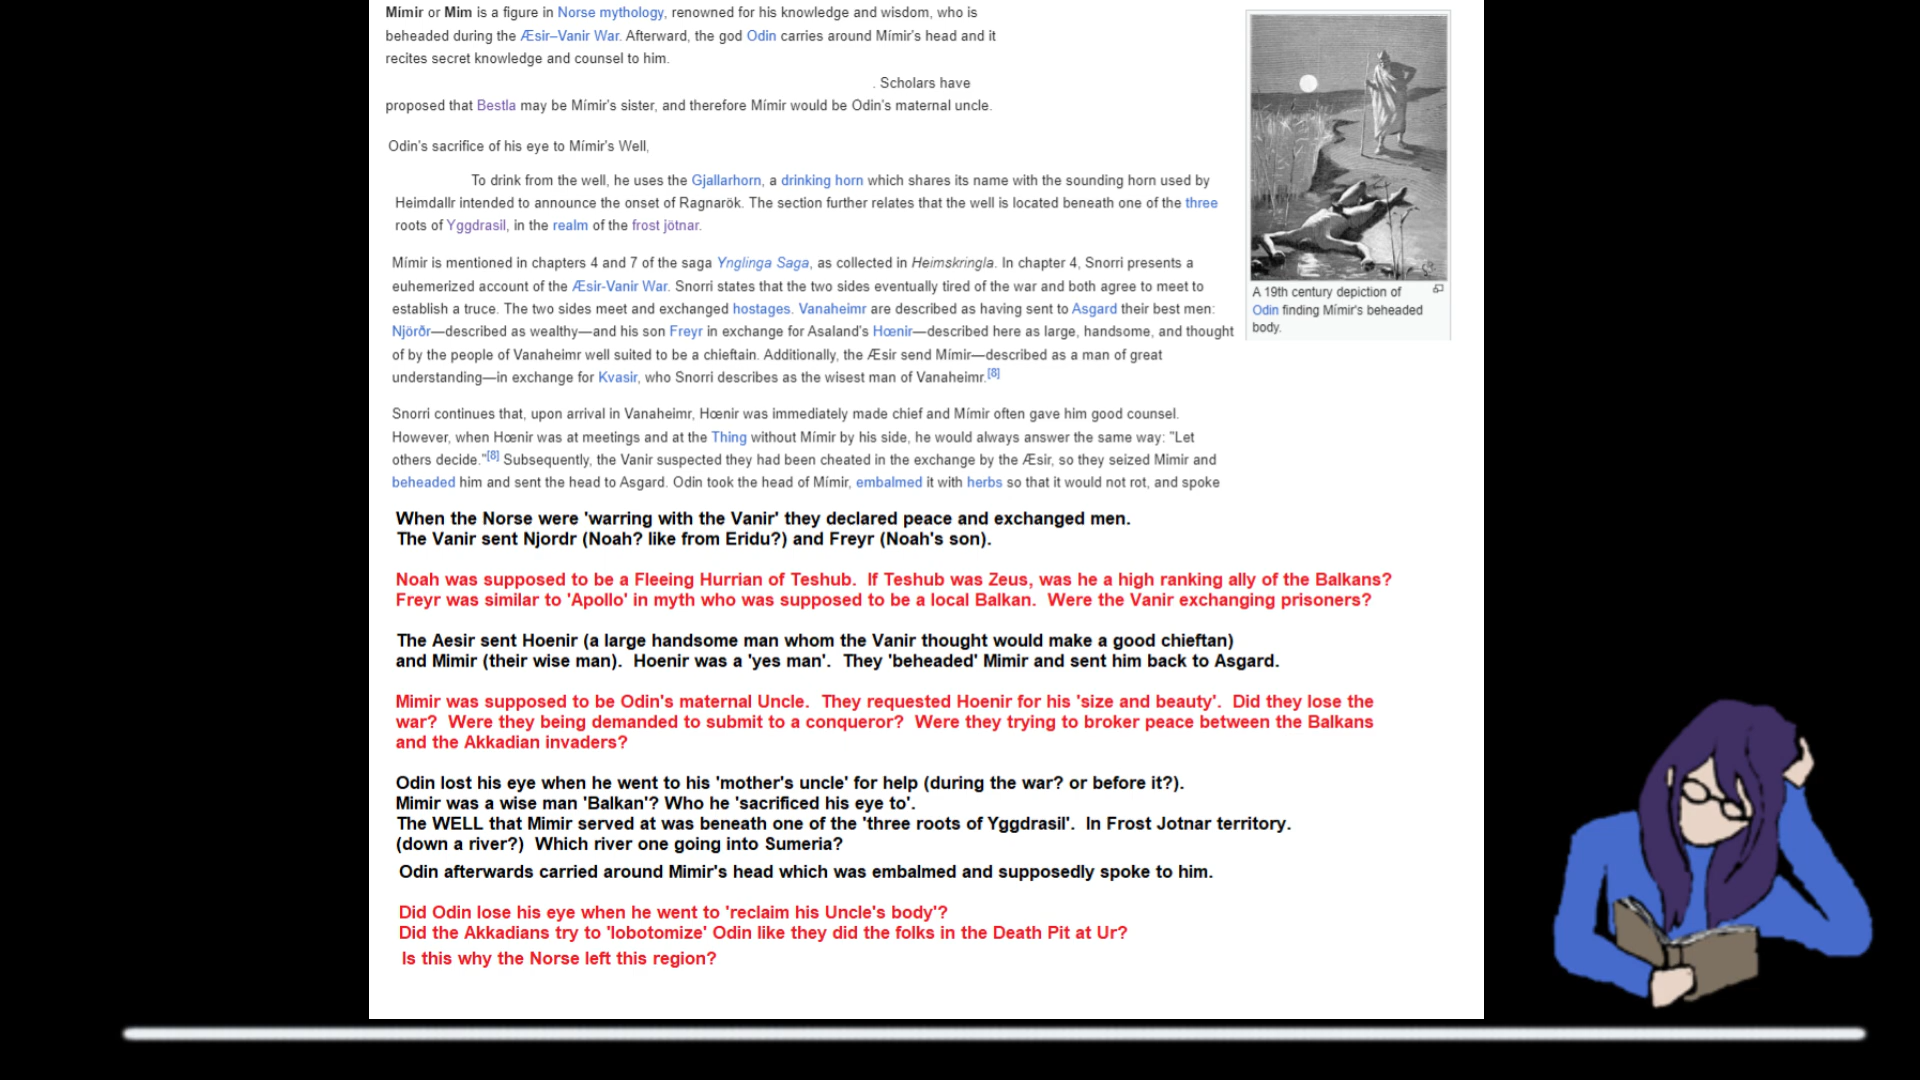 Mímir or Mim is a figure in Norse mythology, renowned for his knowledge and wisdom, who is
beheaded during the Æsir–Vanir War. Afterward, the god Odin carries around Mímir's head and it
recites secret knowledge and counsel to him.
. Scholars have
proposed that Bestla may be Mímir's sister, and therefore Mímir would be Odin's maternal uncle.
Odin's sacrifice of his eye to Mímir's Well,
To drink from the well, he uses the Gjallarhorn, a drinking horn which shares its name with the sounding horn used by
Heimdallr intended to announce the onset of Ragnarök. The section further relates that the well is located beneath one of the three
roots of Yggdrasil, in the realm of the frost jötnar.
A 19th century depiction of
Odin finding Mímir's beheaded
body.
Mímir is mentioned in chapters 4 and 7 of the saga Ynglinga Saga, as collected in Heimskringla. In chapter 4, Snorri presents a
euhemerized account of the Æsir-Vanir War. Snorri states that the two sides eventually tired of the war and both agree to meet to
establish a truce. The two sides meet and exchanged hostages. Vanaheimr are described as having sent to Asgard their best men:
Njörðr—described as wealthy—and his son Freyr in exchange for Asaland's Hœnir—described here as large, handsome, and thought
of by the people of Vanaheimr well suited to be a chieftain. Additionally, the Æsir send Mímir—described as a man of great
understanding—in exchange for Kvasir, who Snorri describes as the wisest man of Vanaheimr.[8]
Snorri continues that, upon arrival in Vanaheimr, Hœnir was immediately made chief and Mímir often gave him good counsel.
However, when Hœnir was at meetings and at the Thing without Mímir by his side, he would always answer the same way: "Let
others decide."[8] Subsequently, the Vanir suspected they had been cheated in the exchange by the Æsir, so they seized Mimir and
beheaded him and sent the head to Asgard. Odin took the head of Mímir, embalmed it with herbs so that it would not rot, and spoke
When the Norse were 'warring with the Vanir' they declared peace and exchanged men.
The Vanir sent Njordr (Noah? like from Eridu?) and Freyr (Noah's son).
Noah was supposed to be a Fleeing Hurrian of Teshub.  If Teshub was Zeus, was he a high ranking ally of the Balkans?
Freyr was similar to 'Apollo' in myth who was supposed to be a local Balkan.  Were the Vanir exchanging prisoners?
The Aesir sent Hoenir (a large handsome man whom the Vanir thought would make a good chieftan)
and Mimir (their wise man).  Hoenir was a 'yes man'.  They 'beheaded' Mimir and sent him back to Asgard.
Mimir was supposed to be Odin's maternal Uncle.  They requested Hoenir for his 'size and beauty'.  Did they lose the
war?  Were they being demanded to submit to a conqueror?  Were they trying to broker peace between the Balkans
and the Akkadian invaders?
Odin lost his eye when he went to his 'mother's uncle' for help (during the war? or before it?).
Mimir was a wise man 'Balkan'? Who he 'sacrificed his eye to'.
The WELL that Mimir served at was beneath one of the 'three roots of Yggdrasil'.  In Frost Jotnar territory.
(down a river?)  Which river one going into Sumeria?
Odin afterwards carried around Mimir's head which was embalmed and supposedly spoke to him.
Did Odin lose his eye when he went to 'reclaim his Uncle's body'?
Did the Akkadians try to 'lobotomize' Odin like they did the folks in the Death Pit at Ur?
Is this why the Norse left this region?